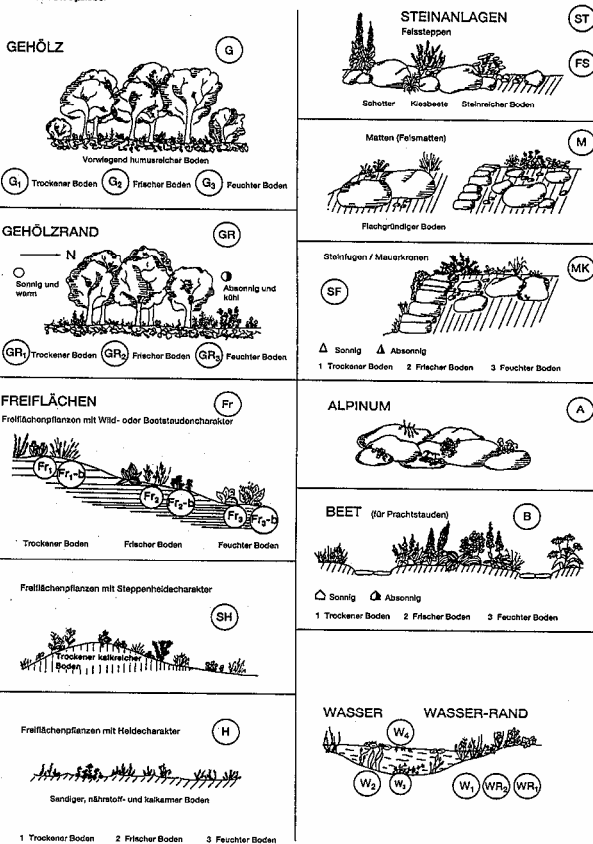 GEHÖLZ
G
Vorwiegend humusreicher Boden
G1 Trockener Boden G2 Frischer Boden G3 Feuchter Boden
GEHÖLZRAND
GR
N
Sonnig und warm
Absonnig und kühl
GR1 Trockener Boden GR2 Frischer Boden GR3 Feuchter Boden
FREIFLÄCHEN
Fr
Freiflächenpflanzen mit Wild- oder Beetstaudencharakter
Fr1 Fr1-b
Fr2 Fr2-b
Fr3 Fr3-b
Trockener Boden Frischer Boden Feuchter Boden
Freiflächenpflanzen mit Steppenheidecharakter
SH
Trockener kalkreicher
Boden
Freiflächenpflanzen mit Heidecharakter
H
Sandiger, nährstoff- und kalkarmer Boden
1 Trockener Boden 2 Frischer Boden 3 Feuchter Boden
STEINANLAGEN
ST
Felssteppen
FS
Schotter Kiesbeete Steinreicher Boden
Matten (Felsmatten)
M
Flachgründiger Boden
Steinfugen / Mauerkronen
MK
SF
Sonnig Absonnig
1 Trockener Boden 2 Frischer Boden 3 Feuchter Boden
ALPINUM
A
BEET (für Prachtstauden)
B
Sonnig Absonnig
1 Trockener Boden 2 Frischer Boden 3 Feuchter Boden
WASSER WASSER-RAND
W4
W2 W3 W1 WR2 WR1